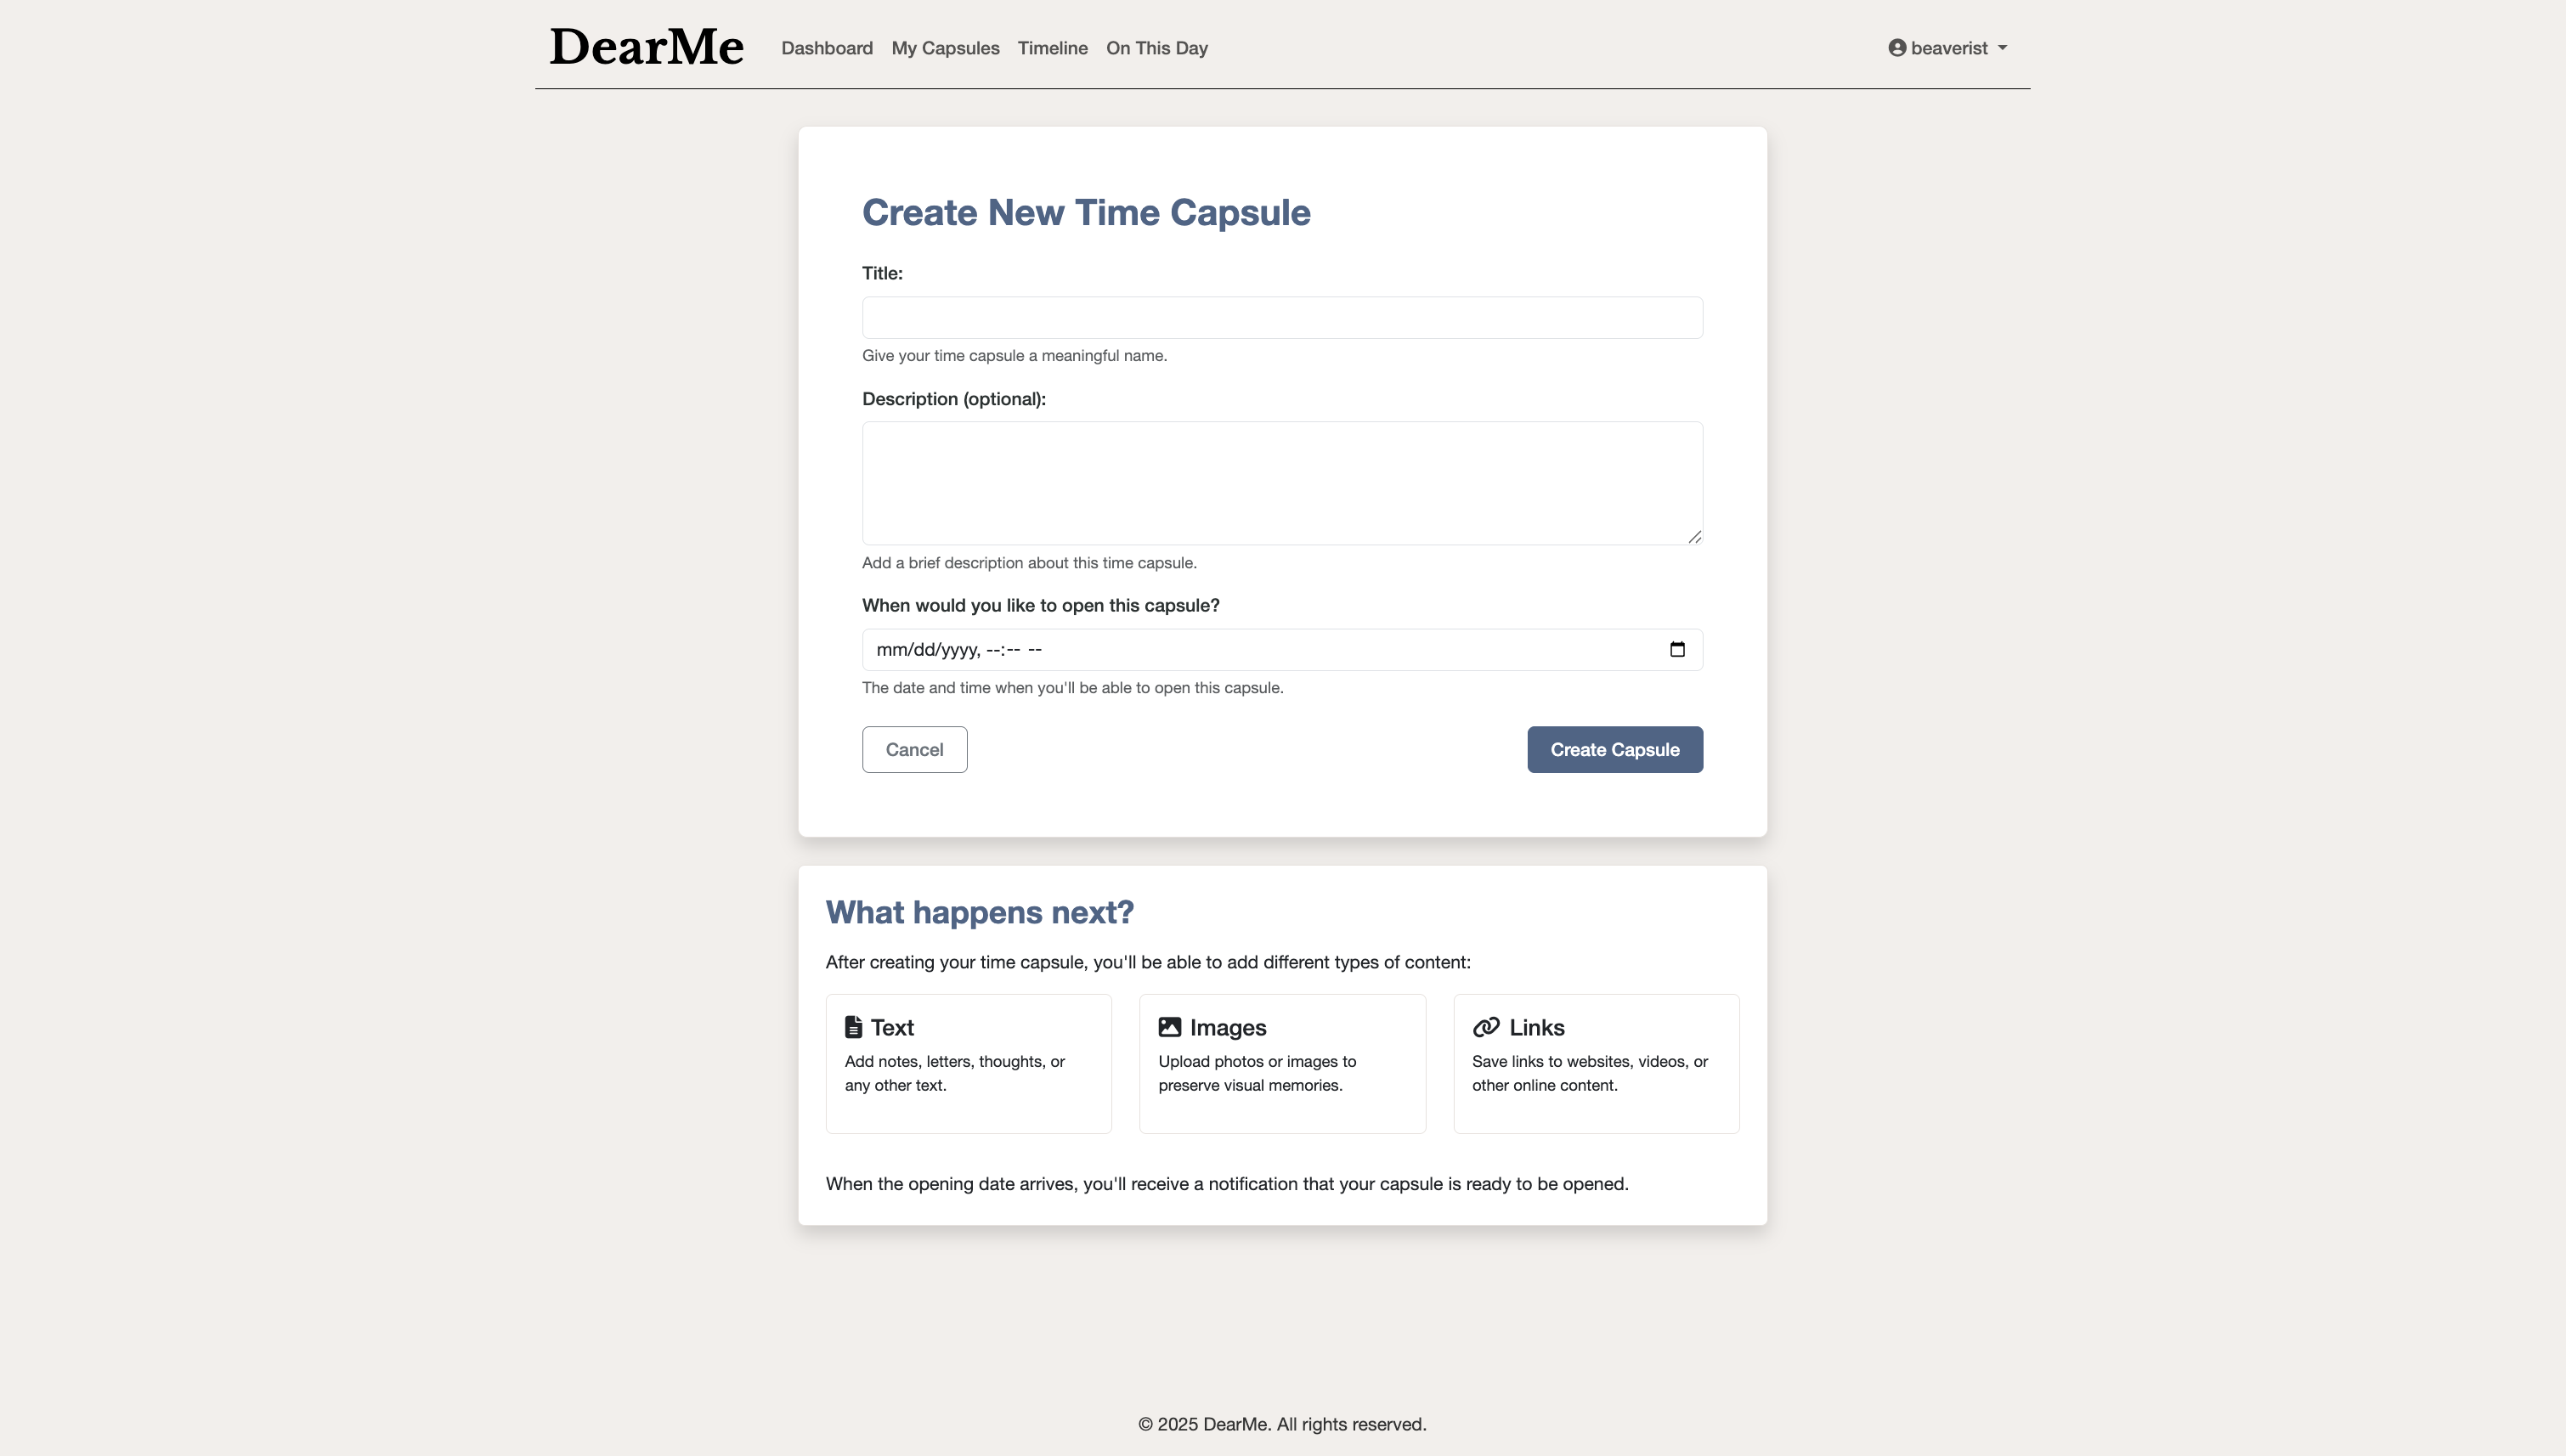 DearMe
Dashboard My Capsules Timeline On This Day
beaverist
Create New Time Capsule
Title:
Give your time capsule a meaningful name.
Description (optional):
Add a brief description about this time capsule.
When would you like to open this capsule?
mm/dd/yyyy, --:-- --
The date and time when you'll be able to open this capsule.
Cancel
Create Capsule
What happens next?
After creating your time capsule, you'll be able to add different types of content:
Text
Add notes, letters, thoughts, or
any other text.
Images
Upload photos or images to
preserve visual memories.
Links
Save links to websites, videos, or
other online content.
When the opening date arrives, you'll receive a notification that your capsule is ready to be opened.
© 2025 DearMe. All rights reserved.